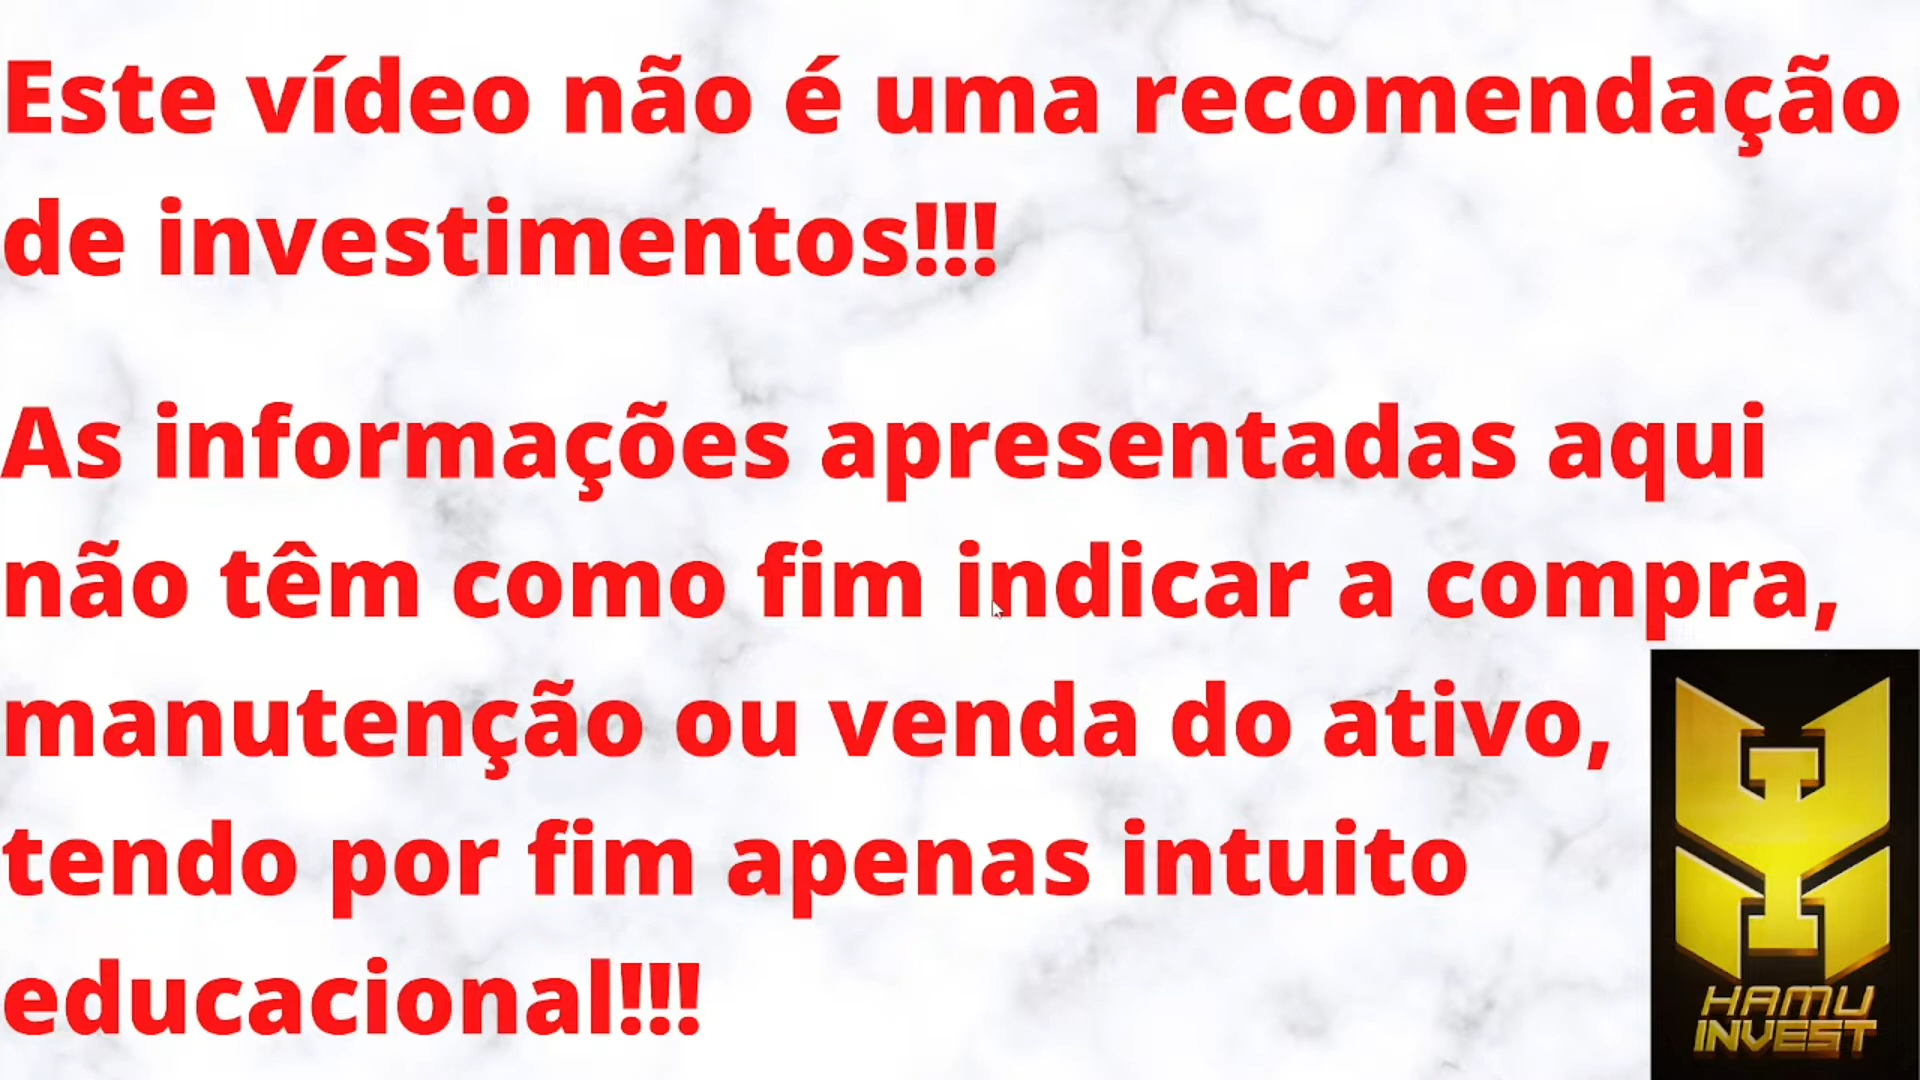 Este vídeo não é uma recomendação
de investimentos!!!
As informações apresentadas aqui
não têm como fim indicar a compra,
manutenção ou venda do ativo,
tendo por fim apenas intuito
educacional!!!
HAMU
INVEST